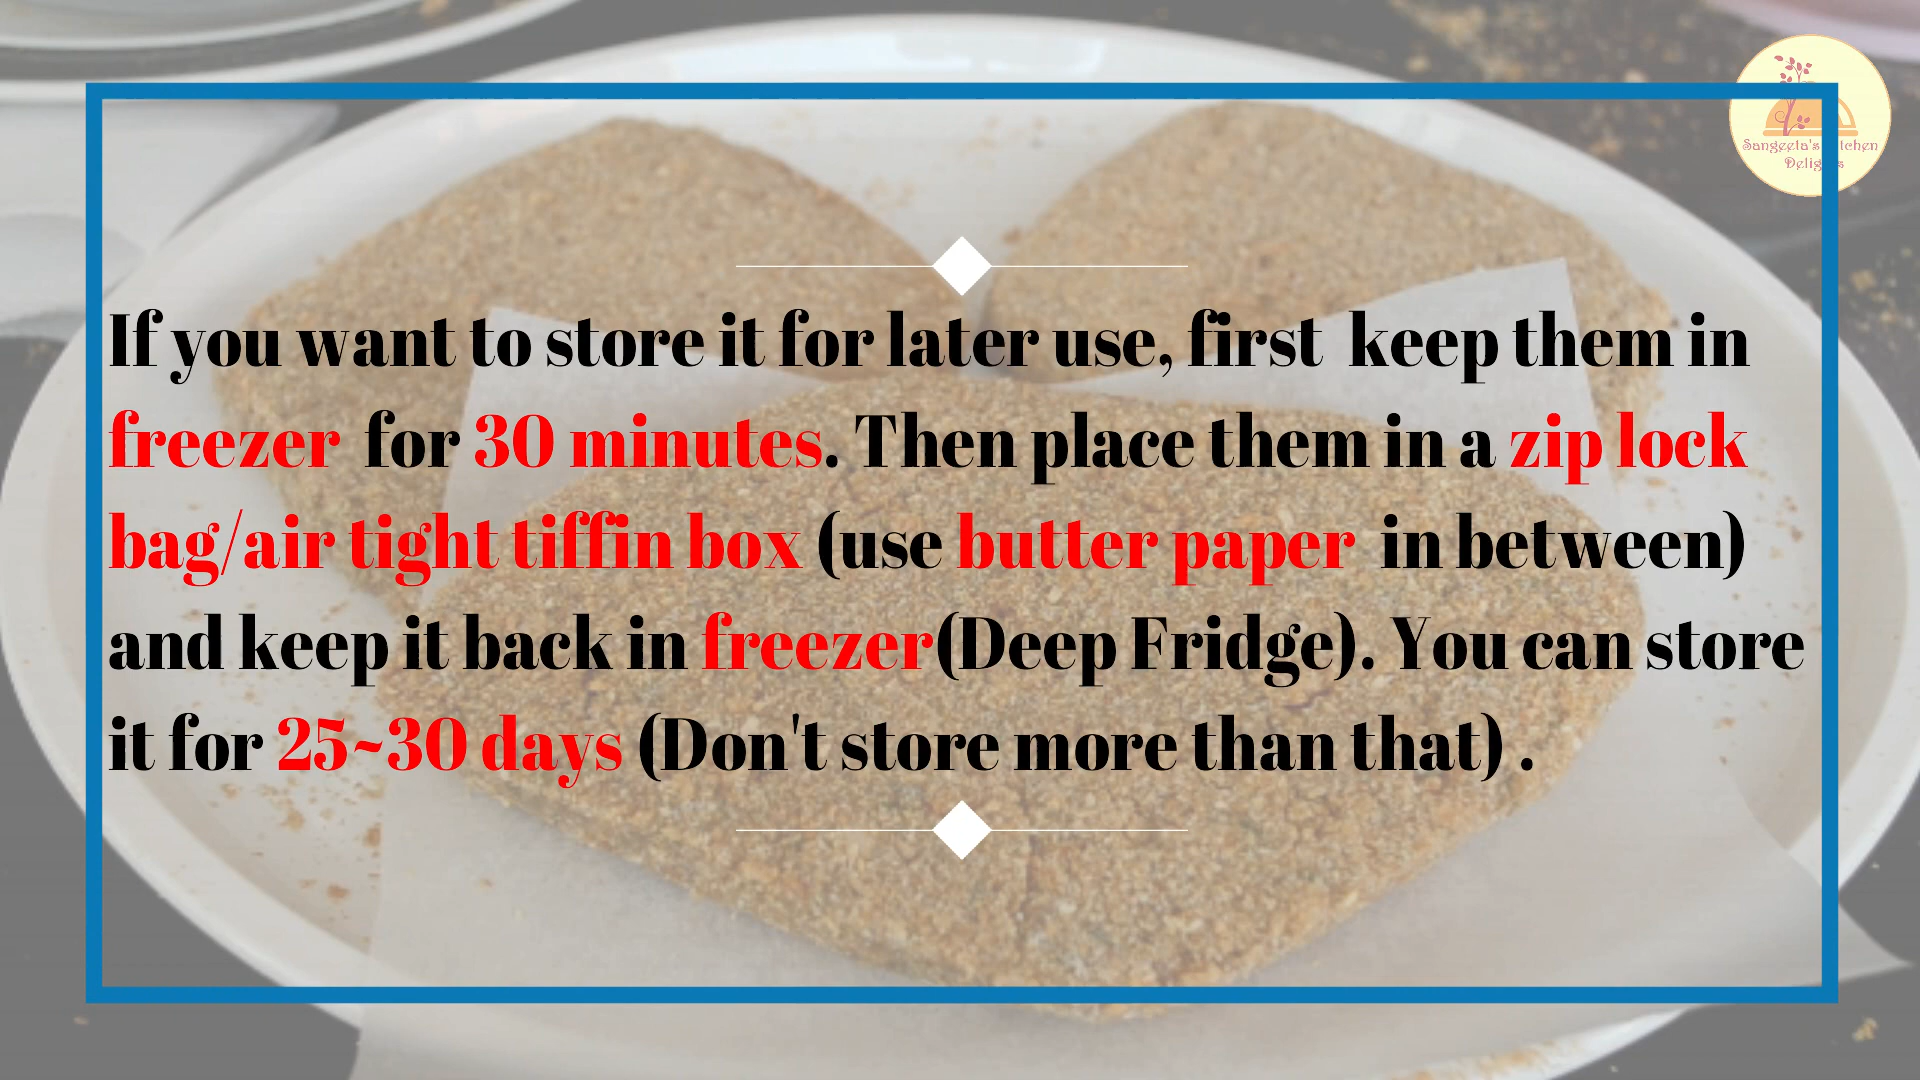 Sangeeta's
Delig
If you want to store it for later use, first keep them in
freezer for 30 minutes. Then place them in a zip lock
bag/air tight tiffin box (use butter paper in between)
and keep it back in freezer(Deep Fridge). You can store
it for 25~30 days (Don't store more than that) .